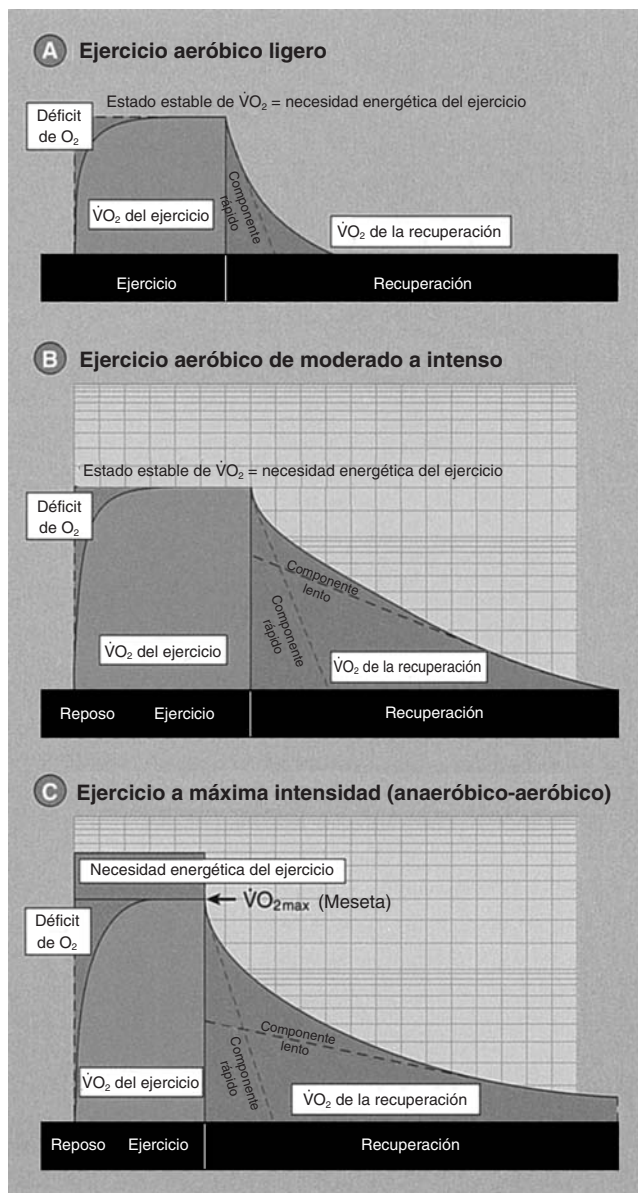 A Ejercicio aeróbico ligero
Estado estable de V̇O₂ = necesidad energética del ejercicio
Déficit
de O₂
Componente
rápido
V̇O₂ del ejercicio
V̇O₂ de la recuperación
Ejercicio
Recuperación
B Ejercicio aeróbico de moderado a intenso
Estado estable de V̇O₂ = necesidad energética del ejercicio
Déficit
de O₂
Componente
lento
Componente
rápido
V̇O₂ del ejercicio
V̇O₂ de la recuperación
Reposo
Ejercicio
Recuperación
C Ejercicio a máxima intensidad (anaeróbico-aeróbico)
Necesidad energética del ejercicio
V̇O₂max (Meseta)
Déficit
de O₂
Componente
lento
Componente
rápido
V̇O₂ del ejercicio
V̇O₂ de la recuperación
Reposo
Ejercicio
Recuperación